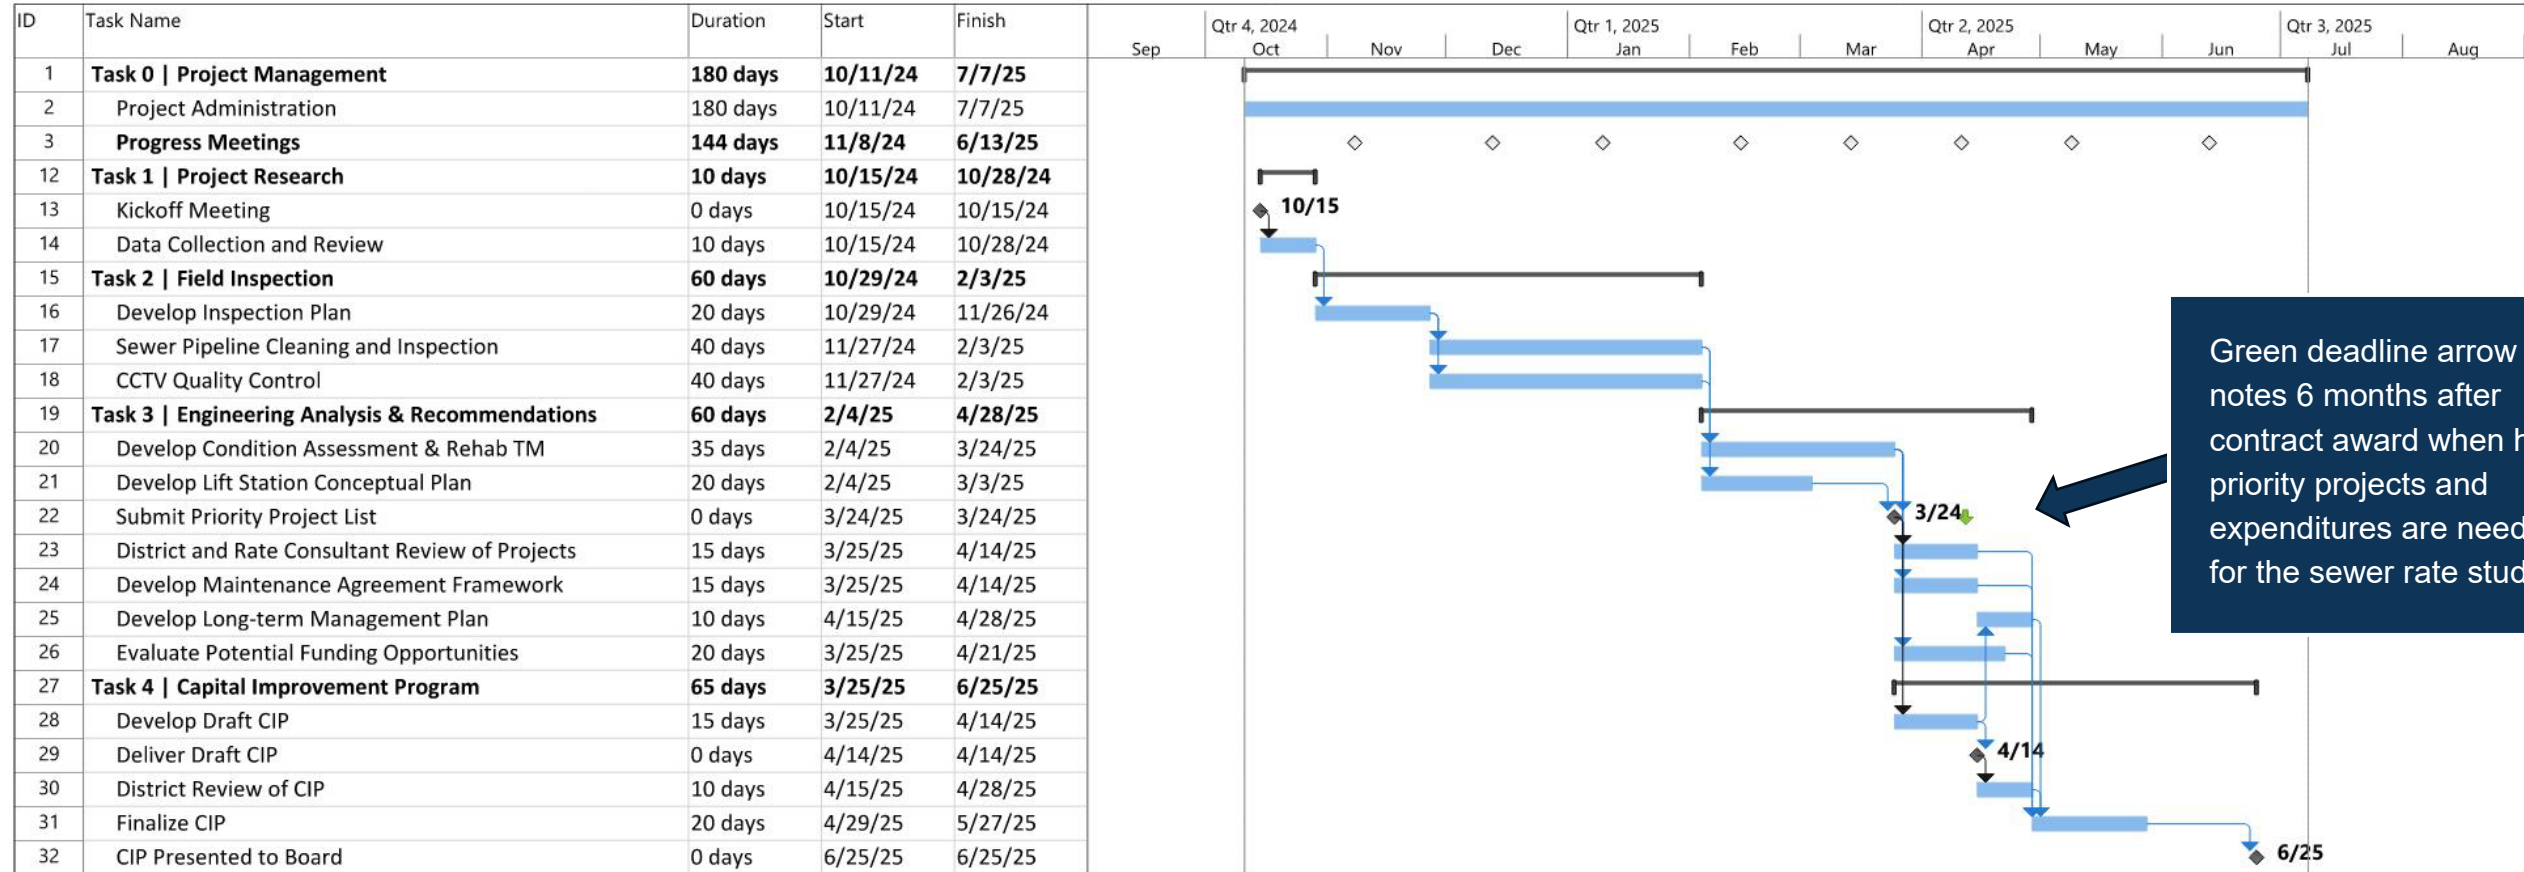 ID Task Name Duration Start Finish
Qtr 4, 2024 Qtr 1, 2025 Qtr 2, 2025 Qtr 3, 2025
Sep Oct Nov Dec Jan Feb Mar Apr May Jun Jul Aug
1 Task 0 | Project Management 180 days 10/11/24 7/7/25
2 Project Administration 180 days 10/11/24 7/7/25
3 Progress Meetings 144 days 11/8/24 6/13/25
12 Task 1 | Project Research 10 days 10/15/24 10/28/24
13 Kickoff Meeting 0 days 10/15/24 10/15/24 10/15
14 Data Collection and Review 10 days 10/15/24 10/28/24
15 Task 2 | Field Inspection 60 days 10/29/24 2/3/25
16 Develop Inspection Plan 20 days 10/29/24 11/26/24
17 Sewer Pipeline Cleaning and Inspection 40 days 11/27/24 2/3/25
18 CCTV Quality Control 40 days 11/27/24 2/3/25
19 Task 3 | Engineering Analysis & Recommendations 60 days 2/4/25 4/28/25
20 Develop Condition Assessment & Rehab TM 35 days 2/4/25 3/24/25
21 Develop Lift Station Conceptual Plan 20 days 2/4/25 3/3/25
22 Submit Priority Project List 0 days 3/24/25 3/24/25 3/24
23 District and Rate Consultant Review of Projects 15 days 3/25/25 4/14/25
24 Develop Maintenance Agreement Framework 15 days 3/25/25 4/14/25
25 Develop Long-term Management Plan 10 days 4/15/25 4/28/25
26 Evaluate Potential Funding Opportunities 20 days 3/25/25 4/21/25
27 Task 4 | Capital Improvement Program 65 days 3/25/25 6/25/25
28 Develop Draft CIP 15 days 3/25/25 4/14/25
29 Deliver Draft CIP 0 days 4/14/25 4/14/25 4/14
30 District Review of CIP 10 days 4/15/25 4/28/25
31 Finalize CIP 20 days 4/29/25 5/27/25
32 CIP Presented to Board 0 days 6/25/25 6/25/25 6/25
Green deadline arrow
notes 6 months after
contract award when
priority projects and
expenditures are
for the sewer rate